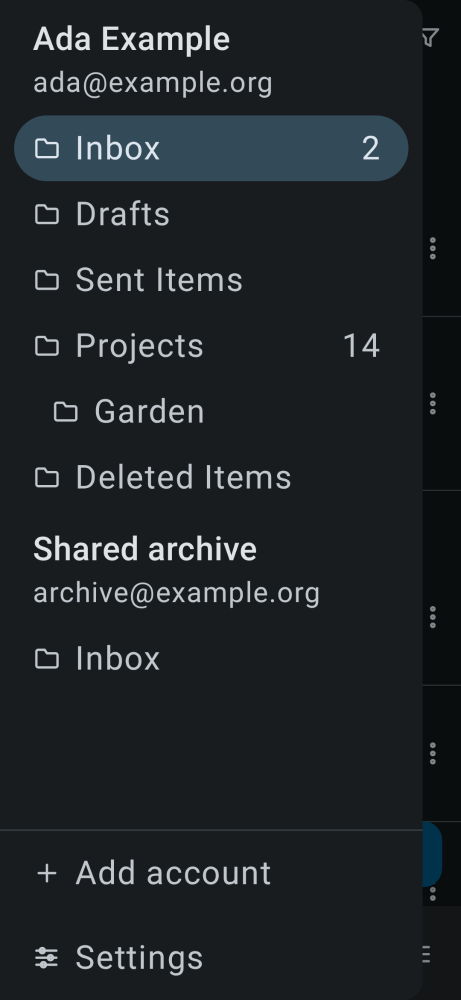 Ada Example
ada@example.org
Inbox 2
Drafts
Sent Items
Projects 14
Garden
Deleted Items
Shared archive
archive@example.org
Inbox
Add account
Settings